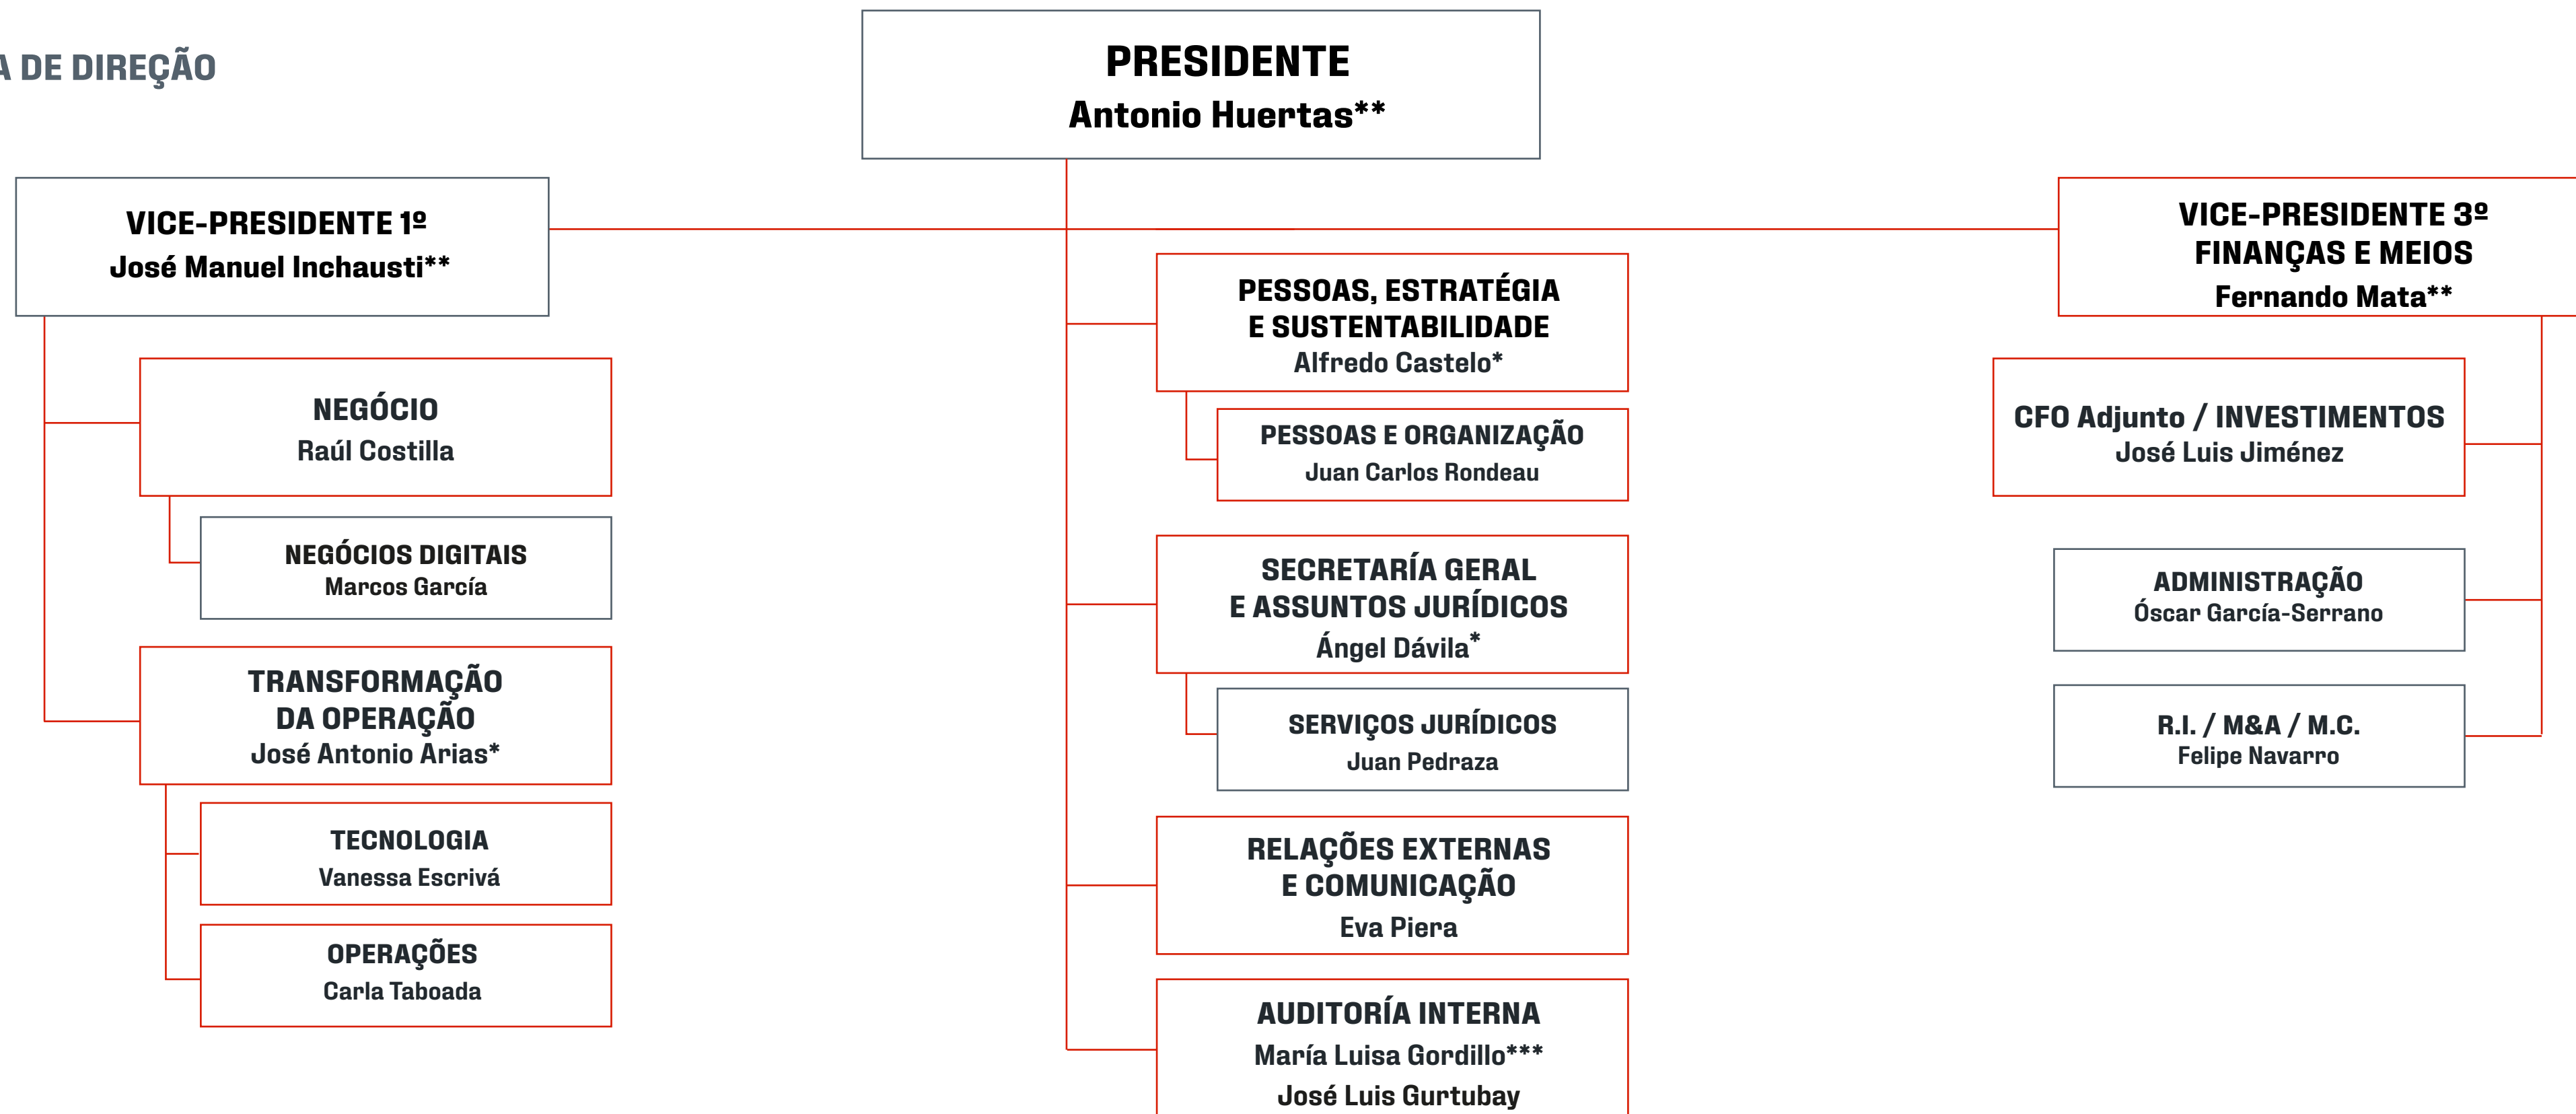 A DE DIREÇÃO
PRESIDENTE
Antonio Huertas**
VICE-PRESIDENTE 1º
José Manuel Inchausti**
NEGÓCIO
Raúl Costilla
NEGÓCIOS DIGITAIS
Marcos García
TRANSFORMAÇÃO
DA OPERAÇÃO
José Antonio Arias*
TECNOLOGIA
Vanessa Escrivá
OPERAÇÕES
Carla Taboada
PESSOAS, ESTRATÉGIA
E SUSTENTABILIDADE
Alfredo Castelo*
PESSOAS E ORGANIZAÇÃO
Juan Carlos Rondeau
SECRETARÍA GERAL
E ASSUNTOS JURÍDICOS
Ángel Dávila*
SERVIÇOS JURÍDICOS
Juan Pedraza
RELAÇÕES EXTERNAS
E COMUNICAÇÃO
Eva Piera
AUDITORÍA INTERNA
María Luisa Gordillo***
José Luis Gurtubay
VICE-PRESIDENTE 3º
FINANÇAS E MEIOS
Fernando Mata**
CFO Adjunto / INVESTIMENTOS
José Luis Jiménez
ADMINISTRAÇÃO
Óscar García-Serrano
R.I. / M&A / M.C.
Felipe Navarro